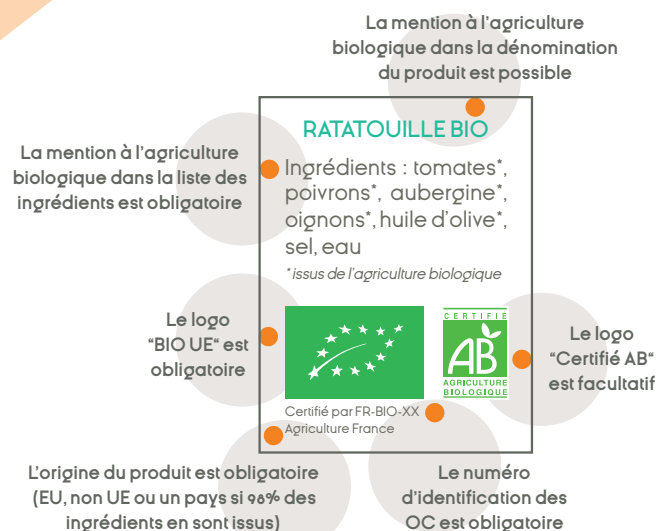 La mention à l'agriculture
biologique dans la dénomination
du produit est possible
RATATOUILLE BIO
La mention à l'agriculture
biologique dans la liste des
ingrédients est obligatoire
Ingrédients : tomates*,
poivrons*, aubergine*,
oignons*, huile d'olive*,
sel, eau
*issus de l'agriculture biologique
Le logo
"BIO UE" est
obligatoire
CERTIFIÉ
AB
AGRICULTURE
BIOLOGIQUE
Le logo
"Certifié AB"
est facultatif
Certifié par FR-BIO-XX
Agriculture France
L'origine du produit est obligatoire
(EU, non UE ou un pays si 98% des
ingrédients en sont issus)
Le numéro
d'identification des
OC est obligatoire